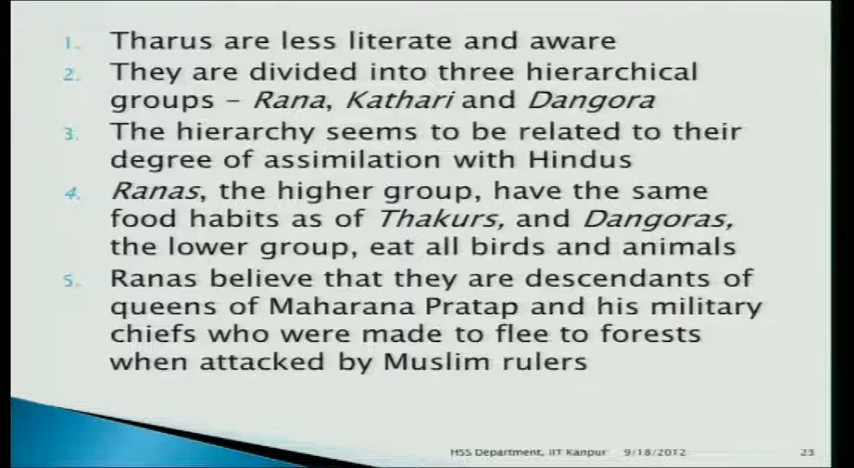 1. Tharus are less literate and aware
2. They are divided into three hierarchical
groups – Rana, Kathari and Dangora
3. The hierarchy seems to be related to their
degree of assimilation with Hindus
4. Ranas, the higher group, have the same
food habits as of Thakurs, and Dangoras,
the lower group, eat all birds and animals
5. Ranas believe that they are descendants of
queens of Maharana Pratap and his military
chiefs who were made to flee to forests
when attacked by Muslim rulers
HSS Department, IIT Kanpur 9/18/2012 23